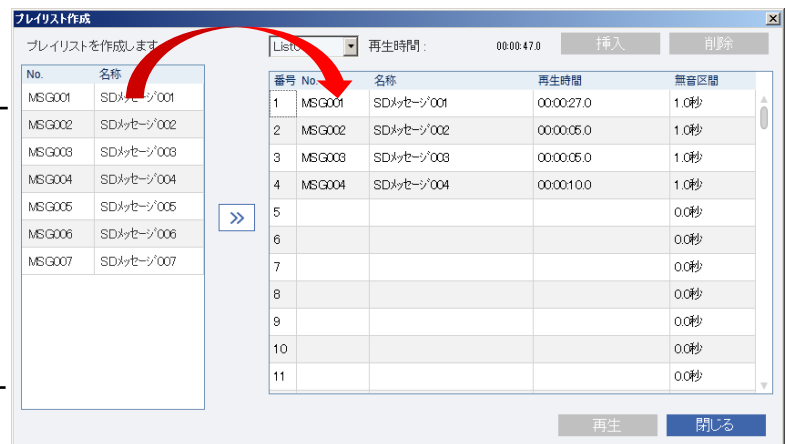 プレイリスト作成
プレイリストを作成します
再生時間 : 00:00:47.0 挿入 削除
No. 名称
MSG001 SDメッセージ001
MSG002 SDメッセージ002
MSG003 SDメッセージ003
MSG004 SDメッセージ004
MSG005 SDメッセージ005
MSG006 SDメッセージ006
MSG007 SDメッセージ007
番号 No. 名称 再生時間 無音区間
1 MSG001 SDメッセージ001 00:00:27.0 1.0秒
2 MSG002 SDメッセージ002 00:00:05.0 1.0秒
3 MSG003 SDメッセージ003 00:00:05.0 1.0秒
4 MSG004 SDメッセージ004 00:00:10.0 1.0秒
5 0.0秒
6 0.0秒
7 0.0秒
8 0.0秒
9 0.0秒
10 0.0秒
11 0.0秒
再生 閉じる